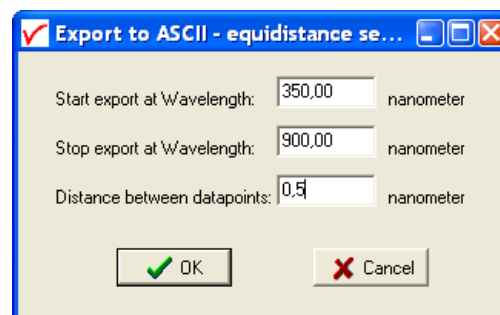 Export to ASCII - equidistance se...
Start export at Wavelength: 350,00 nanometer
Stop export at Wavelength: 900,00 nanometer
Distance between datapoints: 0,5 nanometer
OK Cancel